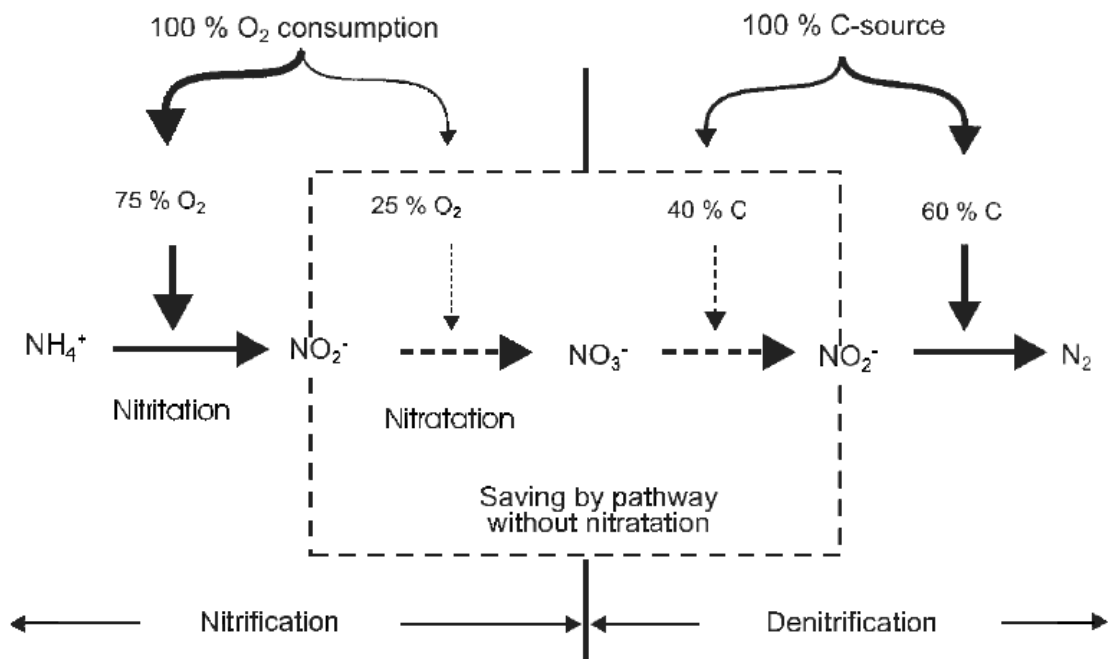 100 % O₂ consumption
100 % C-source
75 % O₂
25 % O₂
40 % C
60 % C
NH₄⁺
NO₂⁻
NO₃⁻
NO₂⁻
N₂
Nitritation
Nitratation
Saving by pathway
without nitratation
Nitrification
Denitrification